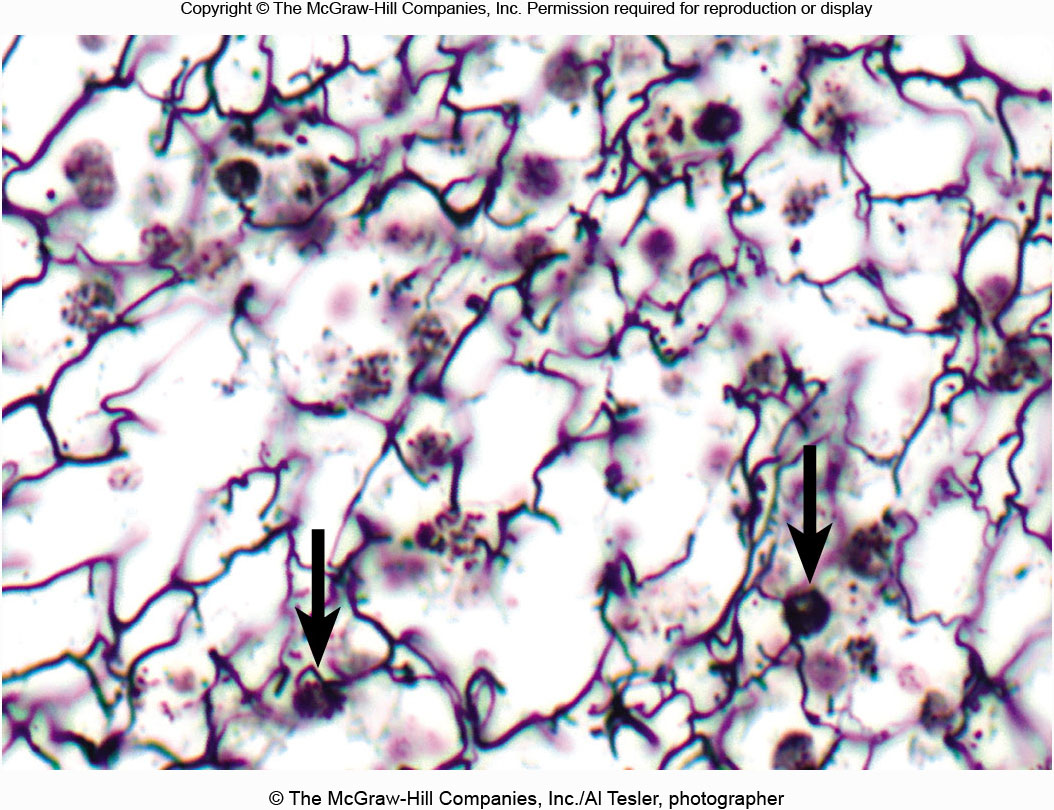 Copyright © The McGraw-Hill Companies, Inc. Permission required for reproduction or display
© The McGraw-Hill Companies, Inc./Al Tesler, photographer